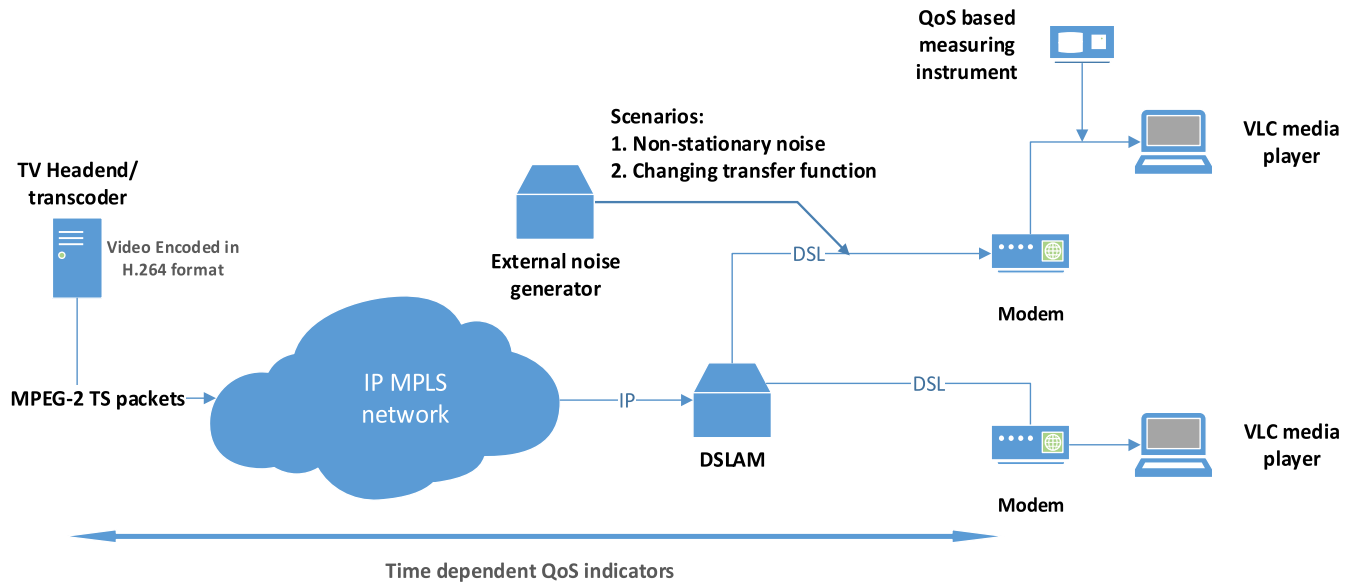 QoS based
measuring
instrument
Scenarios:
1. Non-stationary noise
2. Changing transfer function
VLC media
player
TV Headend/
transcoder
Video Encoded in
H.264 format
External noise
generator
DSL
Modem
IP MPLS
network
MPEG-2 TS packets
IP
DSL
DSLAM
VLC media
player
Modem
Time dependent QoS indicators